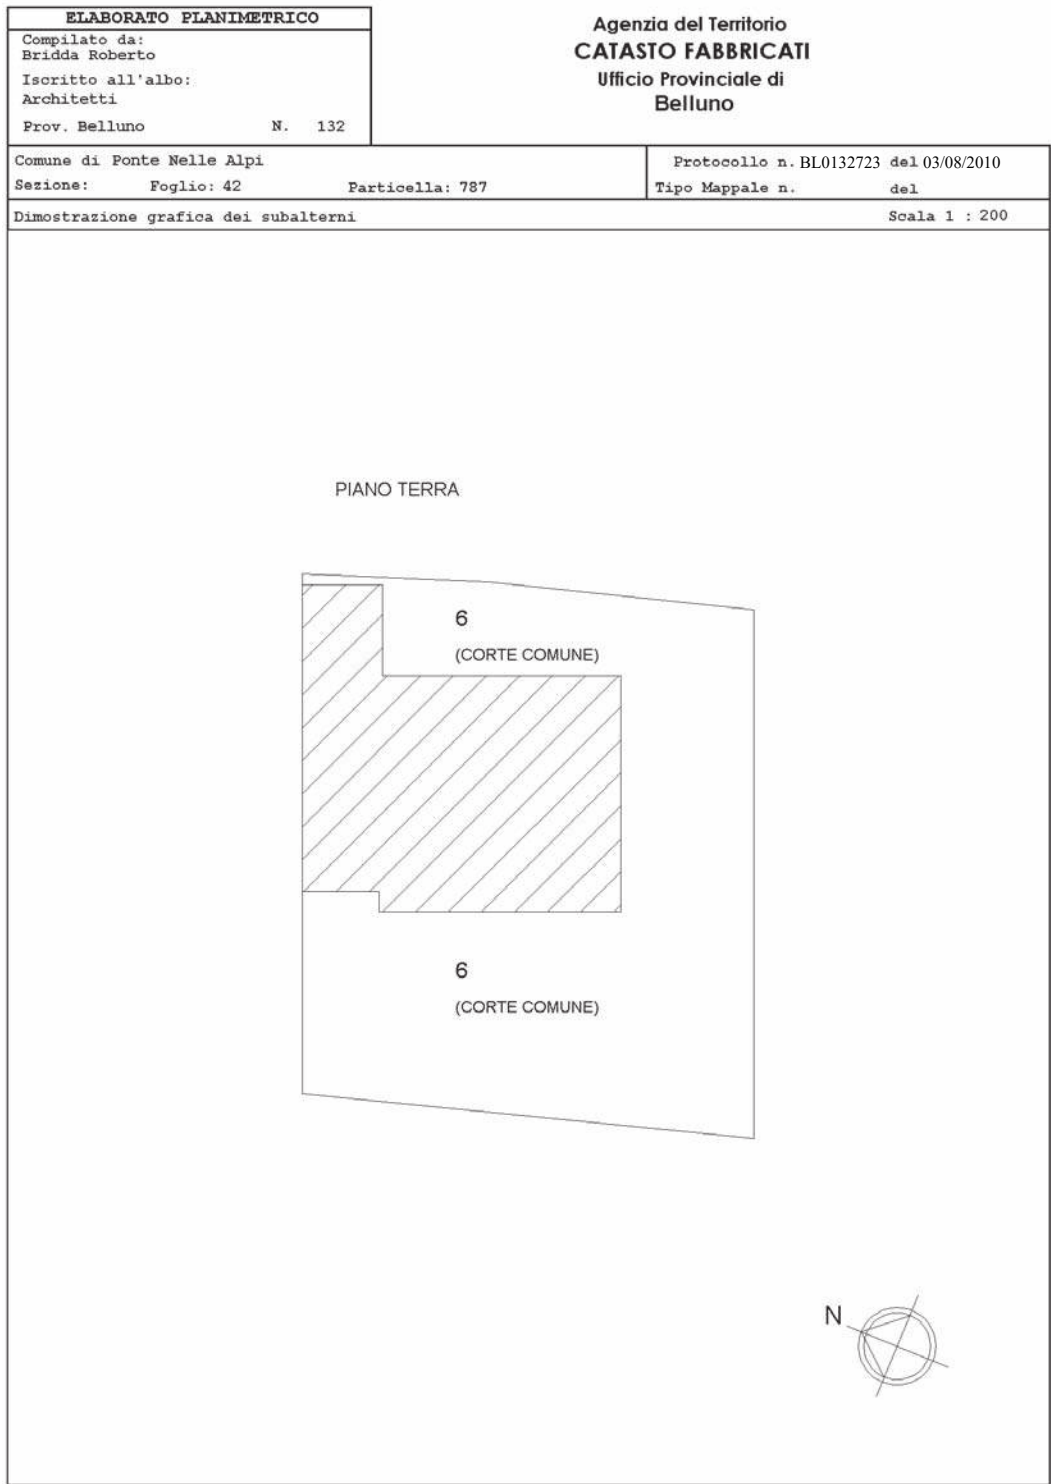 ELABORATO PLANIMETRICO
Compilato da:
Bridda Roberto
Iscritto all'albo:
Architetti
Prov. Belluno N. 132
Agenzia del Territorio
CATASTO FABBRICATI
Ufficio Provinciale di
Belluno
Comune di Ponte Nelle Alpi
Sezione: Foglio: 42 Particella: 787
Protocollo n. BL0132723 del 03/08/2010
Tipo Mappale n. del
Dimostrazione grafica dei subalterni Scala 1 : 200
PIANO TERRA
6
(CORTE COMUNE)
6
(CORTE COMUNE)
N